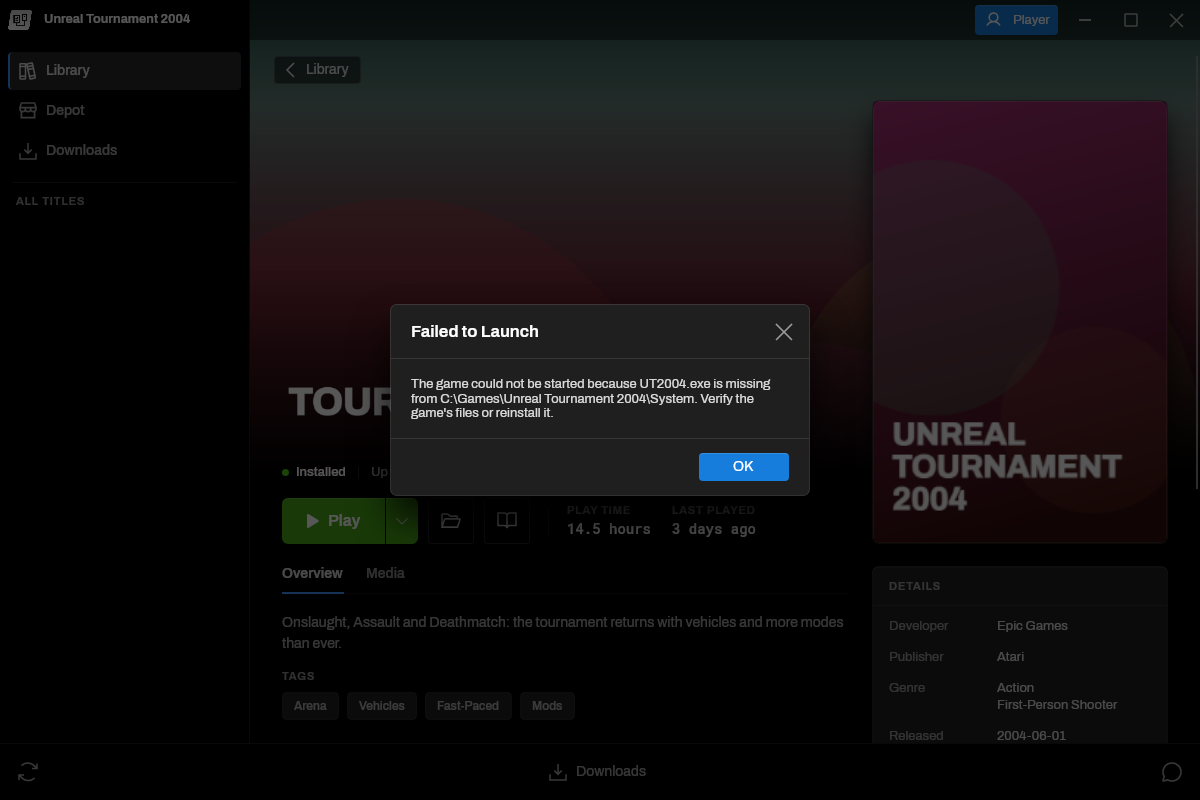 Unreal Tournament 2004
Player
Library
Depot
Downloads
ALL TITLES
Library
UNREAL
TOURNAMENT
2004
Failed to Launch
The game could not be started because UT2004.exe is missing
from C:\Games\Unreal Tournament 2004\System. Verify the
game's files or reinstall it.
OK
TOUR
Installed
Up
Play
PLAY TIME
14.5 hours
LAST PLAYED
3 days ago
Overview
Media
Onslaught, Assault and Deathmatch: the tournament returns with vehicles and more modes
than ever.
TAGS
Arena
Vehicles
Fast-Paced
Mods
DETAILS
Developer
Epic Games
Publisher
Atari
Genre
Action
First-Person Shooter
Released
2004-06-01
Downloads